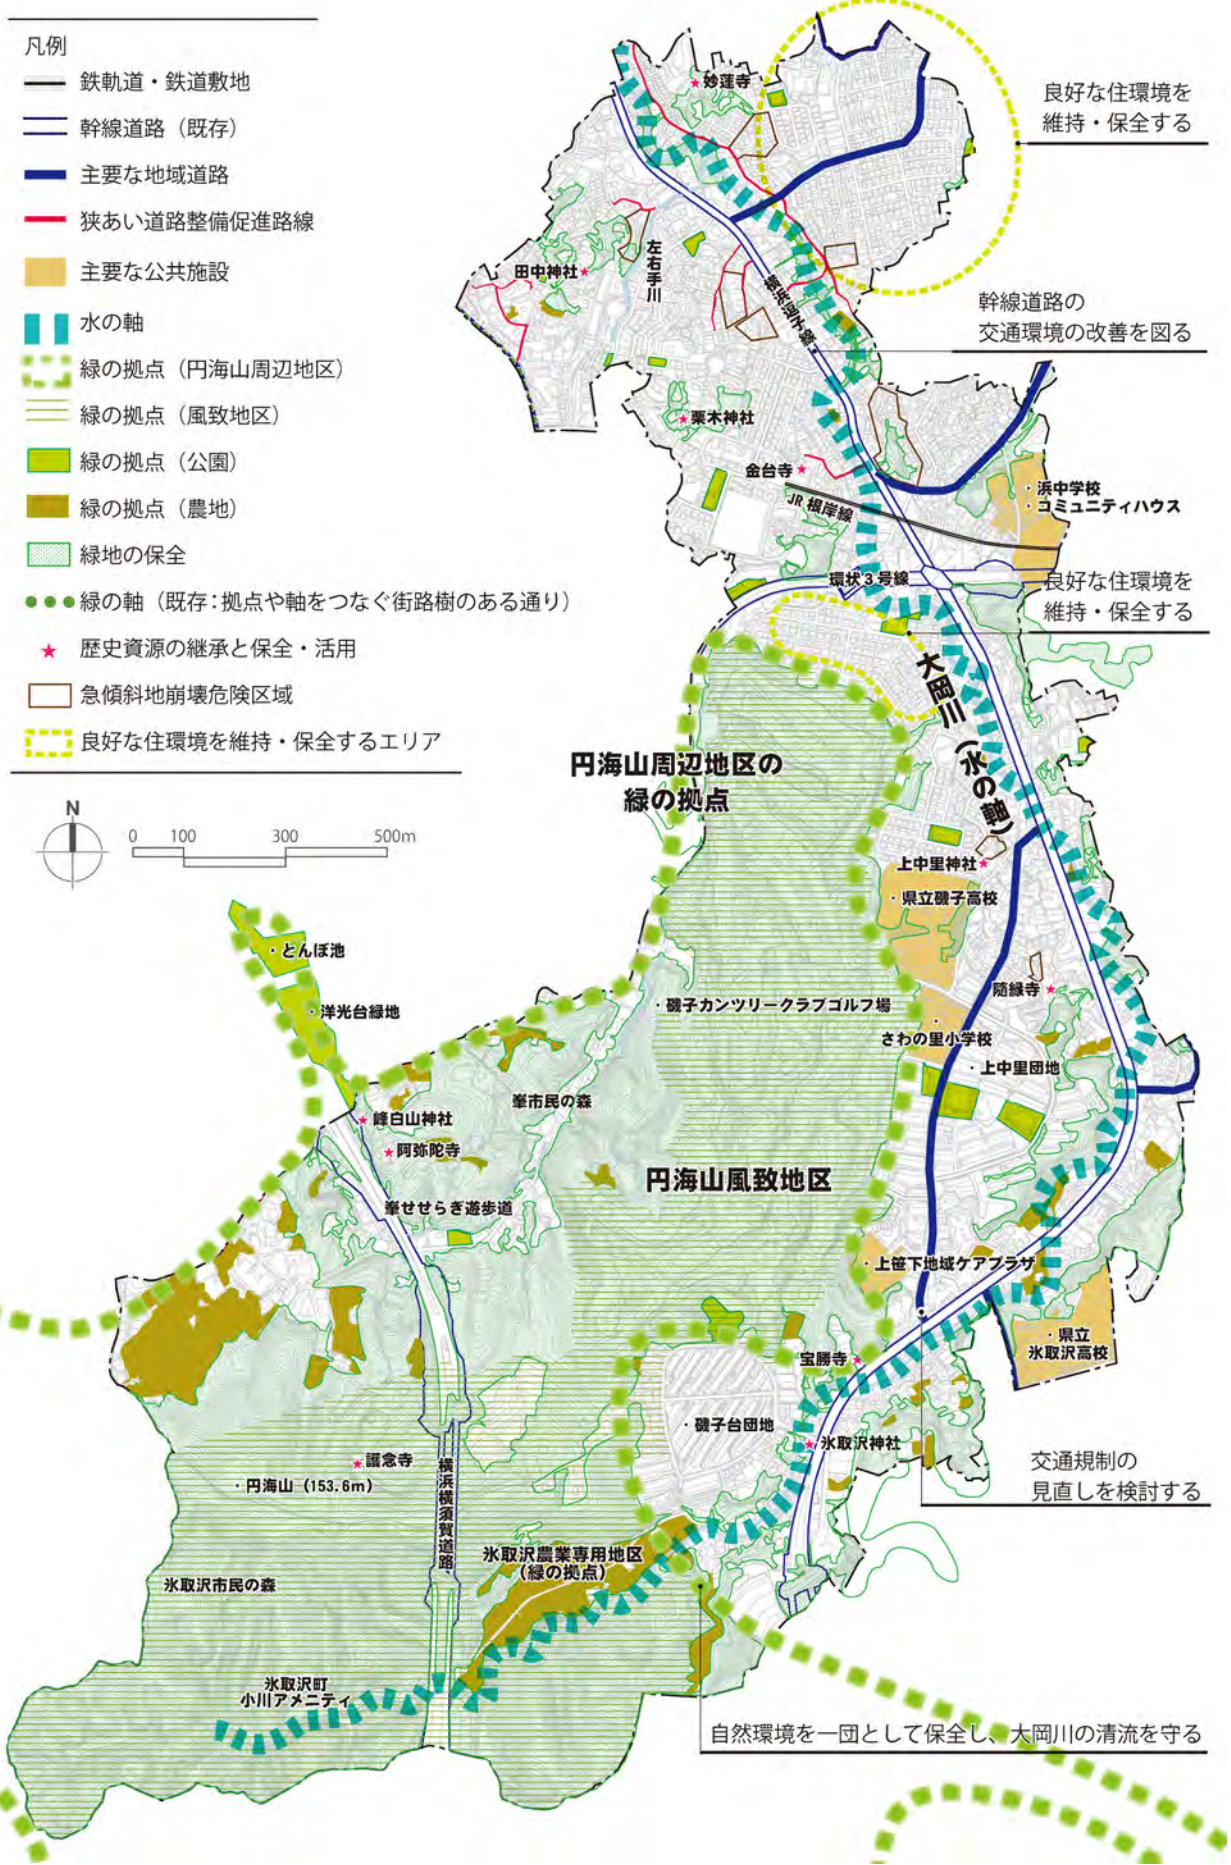 凡例
鉄軌道・鉄道敷地
幹線道路（既存）
主要な地域道路
狭あい道路整備促進路線
主要な公共施設
水の軸
緑の拠点（円海山周辺地区）
緑の拠点（風致地区）
緑の拠点（公園）
緑の拠点（農地）
緑地の保全
緑の軸（既存：拠点や軸をつなぐ街路樹のある通り）
歴史資源の継承と保全・活用
急傾斜地崩壊危険区域
良好な住環境を維持・保全するエリア
N
0 100 300 500m
妙蓮寺
良好な住環境を
維持・保全する
左右手川
田中神社
横浜逗子線
幹線道路の
交通環境の改善を図る
栗木神社
金台寺
JR 根岸線
・浜中学校
・コミュニティハウス
環状３号線
良好な住環境を
維持・保全する
大岡川（水の軸）
円海山周辺地区の
緑の拠点
上中里神社
・県立磯子高校
・とんぼ池
・洋光台緑地
随縁寺
・磯子カンツリークラブゴルフ場
・
さわの里小学校
・上中里団地
峯市民の森
峰白山神社
阿弥陀寺
円海山風致地区
峯せせらぎ遊歩道
・上笹下地域ケアプラザ
・県立
氷取沢高校
宝勝寺
・磯子台団地
氷取沢神社
護念寺
・円海山（153.6m）
横浜横須賀道路
交通規制の
見直しを検討する
氷取沢農業専用地区
（緑の拠点）
氷取沢市民の森
氷取沢町
小川アメニティ
自然環境を一団として保全し、大岡川の清流を守る